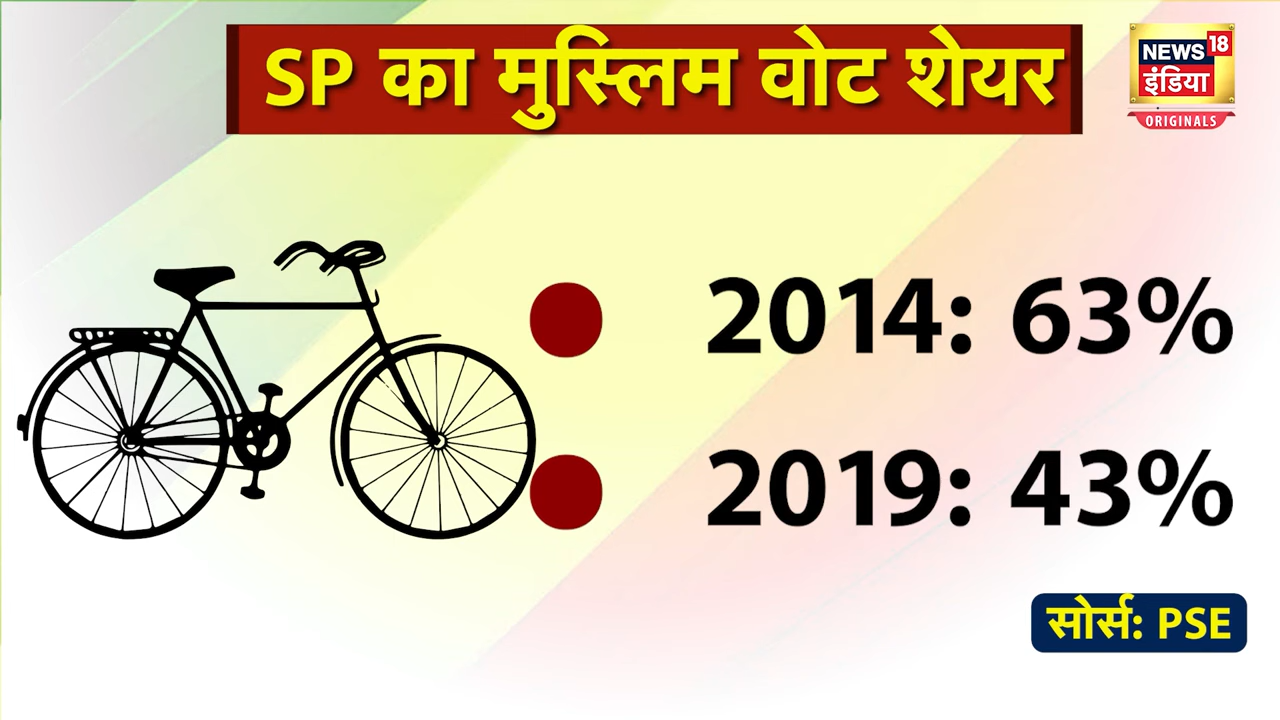 SP का मुस्लिम वोट शेयर
NEWS 18
इंडिया
ORIGINALS
2014: 63%
2019: 43%
सोर्स: PSE